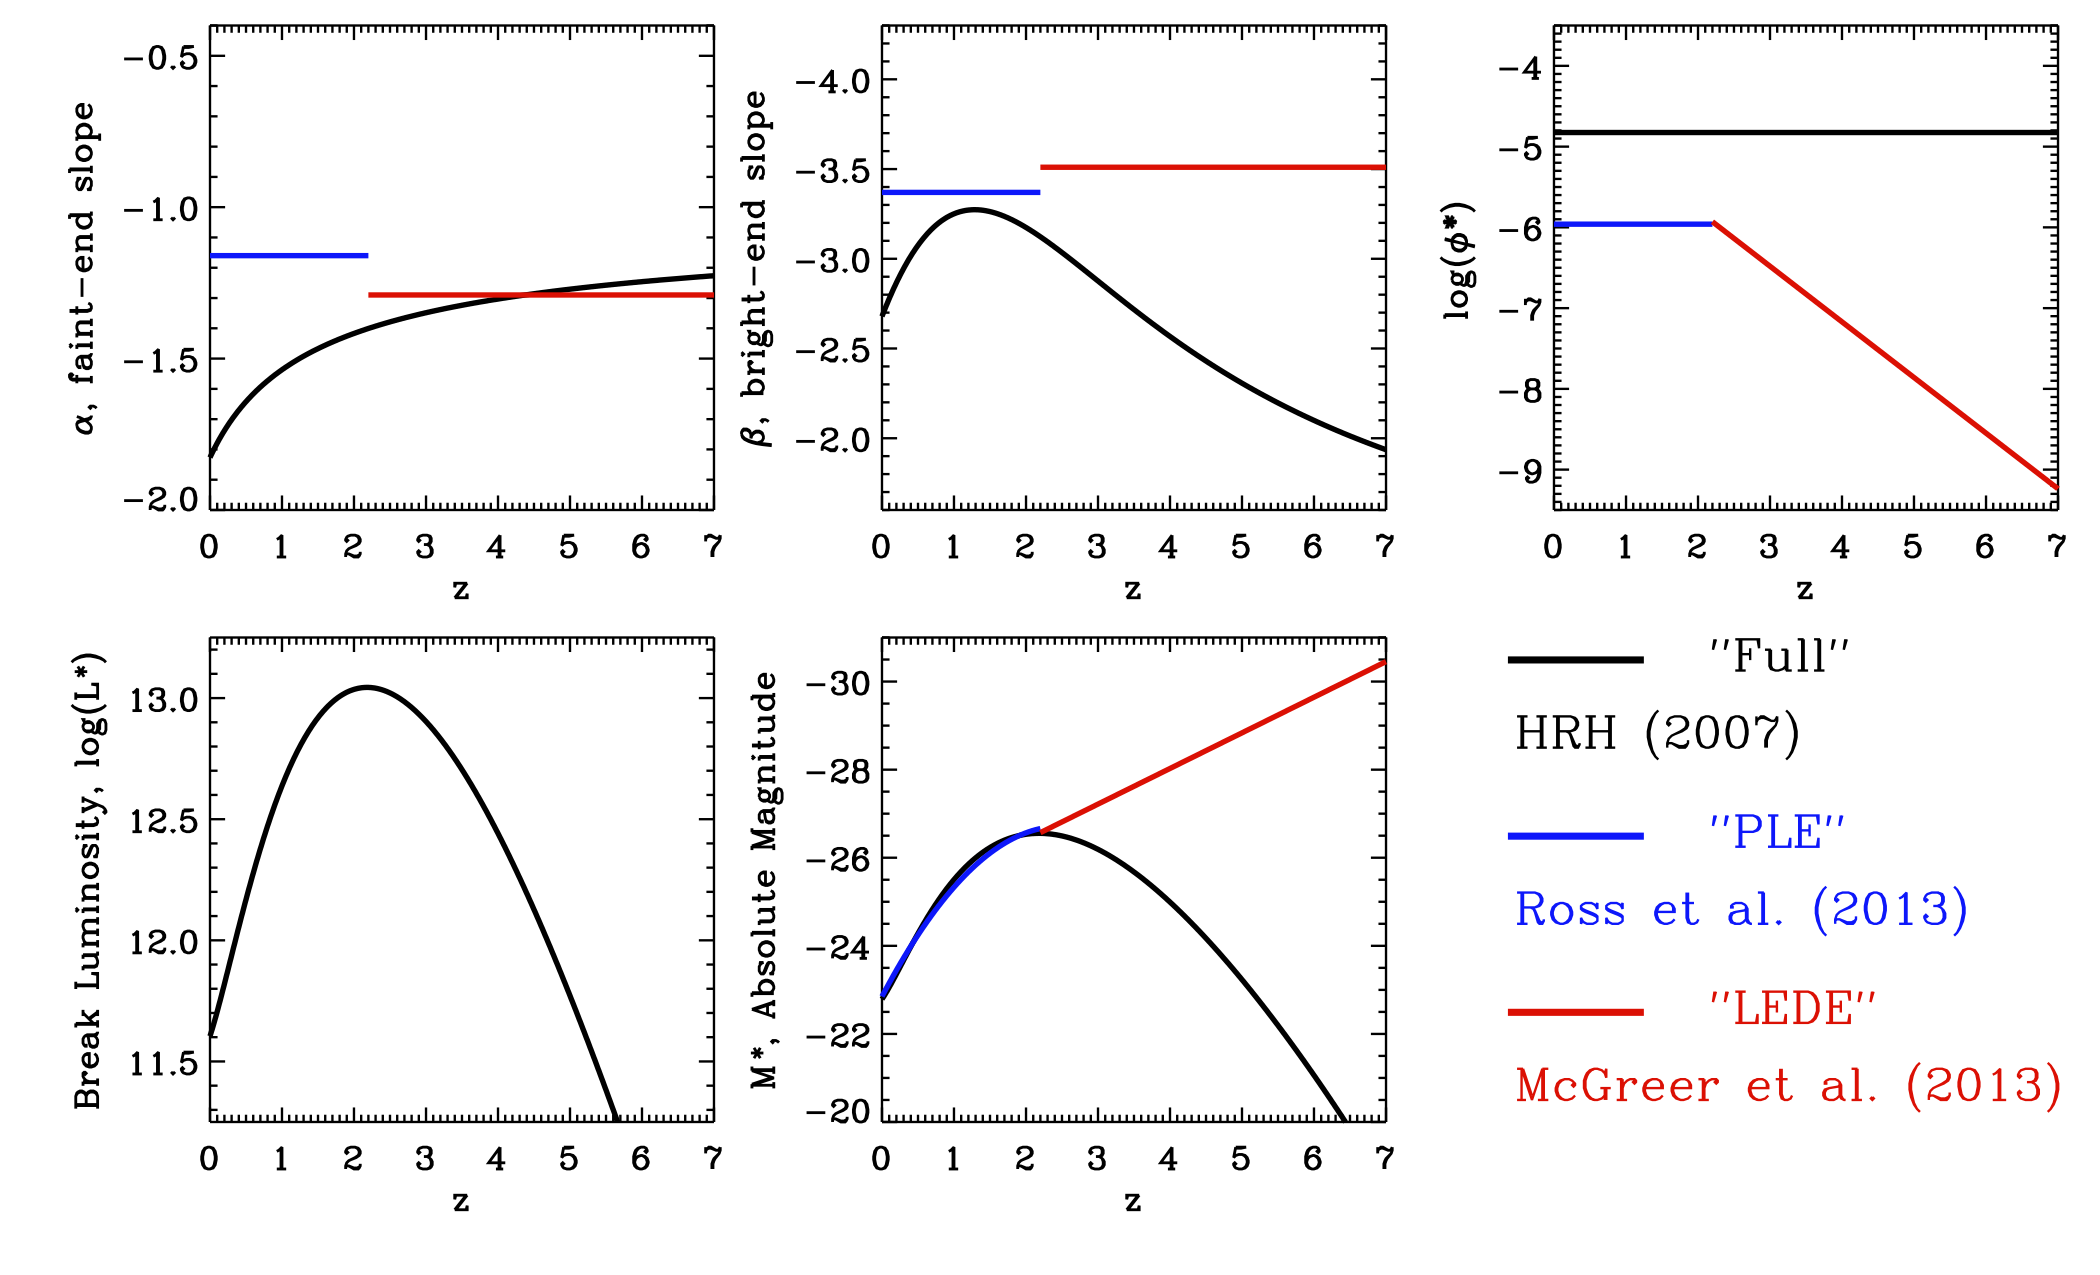 α, faint-end slope
-0.5
-1.0
-1.5
-2.0
0 1 2 3 4 5 6 7
z
β, bright-end slope
-4.0
-3.5
-3.0
-2.5
-2.0
0 1 2 3 4 5 6 7
z
log(ϕ*)
-4
-5
-6
-7
-8
-9
0 1 2 3 4 5 6 7
z
Break Luminosity, log(L*)
13.0
12.5
12.0
11.5
0 1 2 3 4 5 6 7
z
M*, Absolute Magnitude
-30
-28
-26
-24
-22
-20
0 1 2 3 4 5 6 7
z
"Full"
HRH (2007)
"PLE"
Ross et al. (2013)
"LEDE"
McGreer et al. (2013)